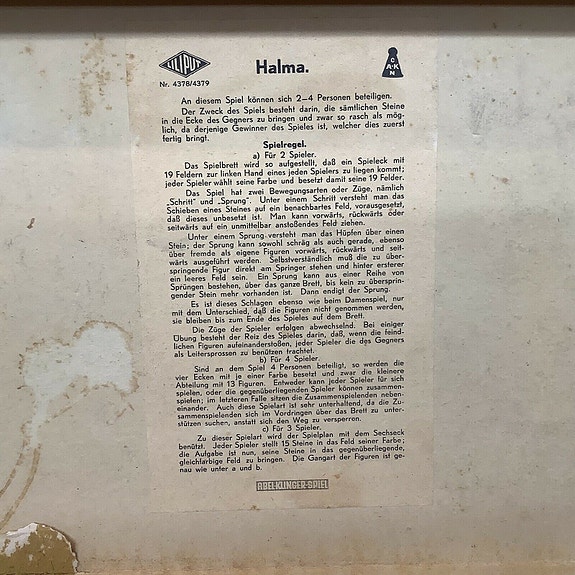 LILIPUT
Halma.
C
A·K
N
Nr. 4378/4379
An diesem Spiel können sich 2–4 Personen beteiligen.
Der Zweck des Spiels besteht darin, die sämtlichen Steine
in die Ecke des Gegners zu bringen und zwar so rasch als mög-
lich, da derjenige Gewinner des Spieles ist, welcher dies zuerst
fertig bringt.
Spielregel.
a) Für 2 Spieler.
Das Spielbrett wird so aufgestellt, daß ein Spieleck mit
19 Feldern zur linken Hand eines jeden Spielers zu liegen kommt;
jeder Spieler wählt seine Farbe und besetzt damit seine 19 Felder.
Das Spiel hat zwei Bewegungsarten oder Züge, nämlich
„Schritt" und „Sprung". Unter einem Schritt versteht man das
Schieben eines Steines auf ein benachbartes Feld, vorausgesetzt,
daß dieses unbesetzt ist. Man kann vorwärts, rückwärts oder
seitwärts auf ein unmittelbar anstoßendes Feld ziehen.
Unter einem Sprung versteht man das Hüpfen über einen
Stein; der Sprung kann sowohl schräg als auch gerade, ebenso
über fremde als eigene Figuren vorwärts, rückwärts und seit-
wärts ausgeführt werden. Selbstverständlich muß die zu über-
springende Figur direkt am Springer stehen und hinter ersterer
ein leeres Feld sein. Ein Sprung kann aus einer Reihe von
Sprüngen bestehen, über das ganze Brett, bis kein zu übersprin-
gender Stein mehr vorhanden ist. Dann endigt der Sprung.
Es ist dieses Schlagen ebenso wie beim Damenspiel, nur
mit dem Unterschied, daß die Figuren nicht genommen werden,
sie bleiben bis zum Ende des Spieles auf dem Brett.
Die Züge der Spieler erfolgen abwechselnd. Bei einiger
Übung besteht der Reiz des Spieles darin, daß, wenn die feind-
lichen Figuren aufeinanderstoßen, jeder Spieler die des Gegners
als Leitersprossen zu benützen trachtet.
b) Für 4 Spieler.
Sind an dem Spiel 4 Personen beteiligt, so werden die
vier Ecken mit je einer Farbe besetzt und zwar die kleinere
Abteilung mit 13 Figuren. Entweder kann jeder Spieler für sich
spielen, oder die gegenüberliegenden Spieler können zusammen-
spielen; im letzteren Falle sitzen die Zusammenspielenden neben-
einander. Auch diese Spielart ist sehr unterhaltend, da die Zu-
sammenspielenden sich im Vordringen über das Brett zu unter-
stützen suchen, anstatt sich den Weg zu versperren.
c) Für 3 Spieler.
Zu dieser Spielart wird der Spielplan mit dem Sechseck
benützt. Jeder Spieler stellt 15 Steine in das Feld seiner Farbe;
die Aufgabe ist nun, seine Steine in das gegenüberliegende,
gleichfarbige Feld zu bringen. Die Gangart der Figuren ist ge-
nau wie unter a und b.
ABEL-KLINGER-SPIEL